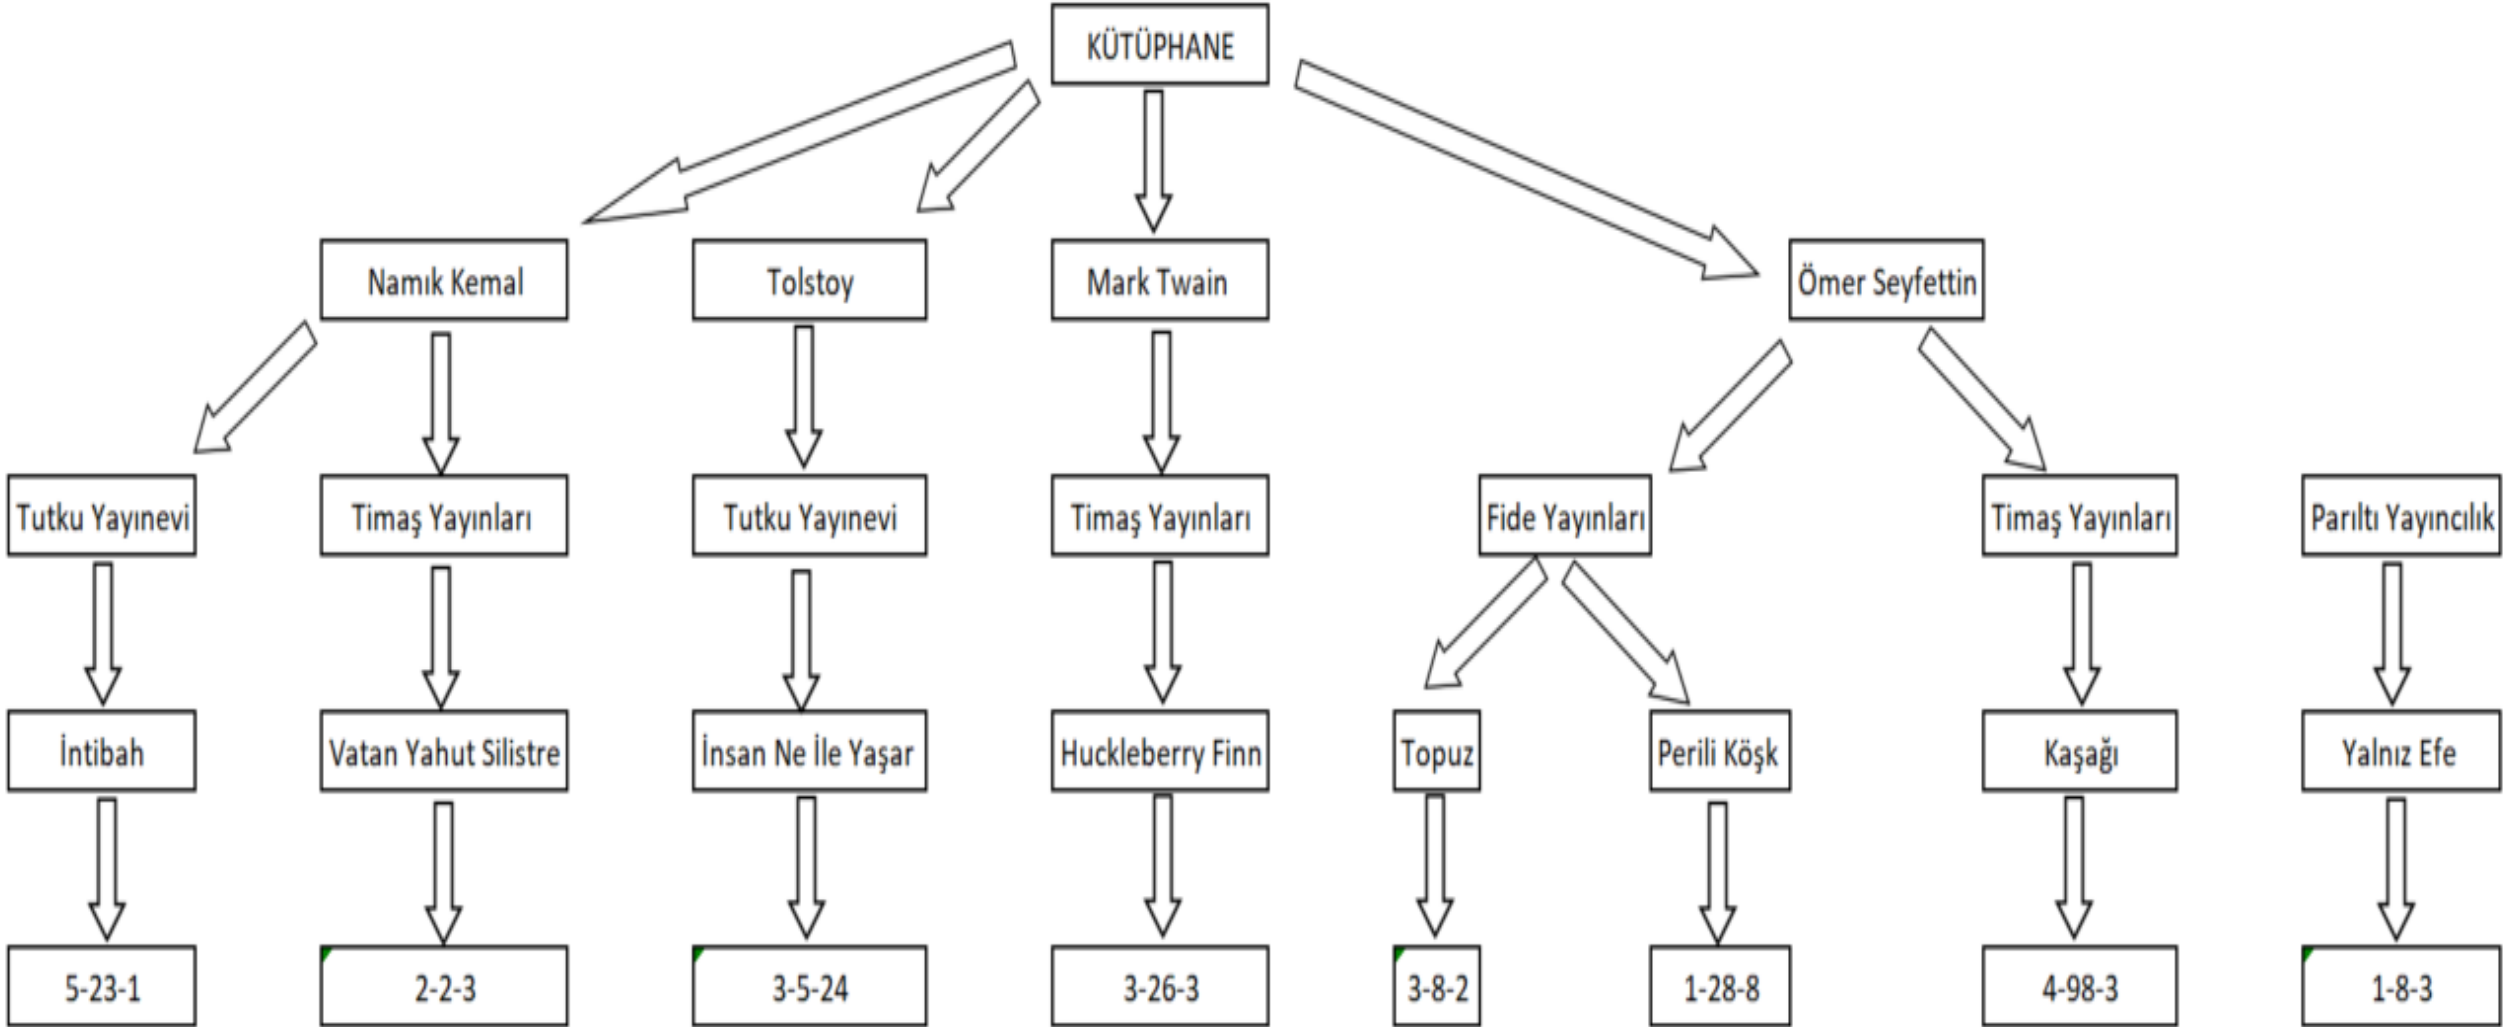 KÜTÜPHANE
Namık Kemal
Tolstoy
Mark Twain
Ömer Seyfettin
Tutku Yayınevi
Timaş Yayınları
Tutku Yayınevi
Timaş Yayınları
Fide Yayınları
Timaş Yayınları
Parıltı Yayıncılık
İntibah
Vatan Yahut Silistre
İnsan Ne İle Yaşar
Huckleberry Finn
Topuz
Perili Köşk
Kaşağı
Yalnız Efe
5-23-1
2-2-3
3-5-24
3-26-3
3-8-2
1-28-8
4-98-3
1-8-3